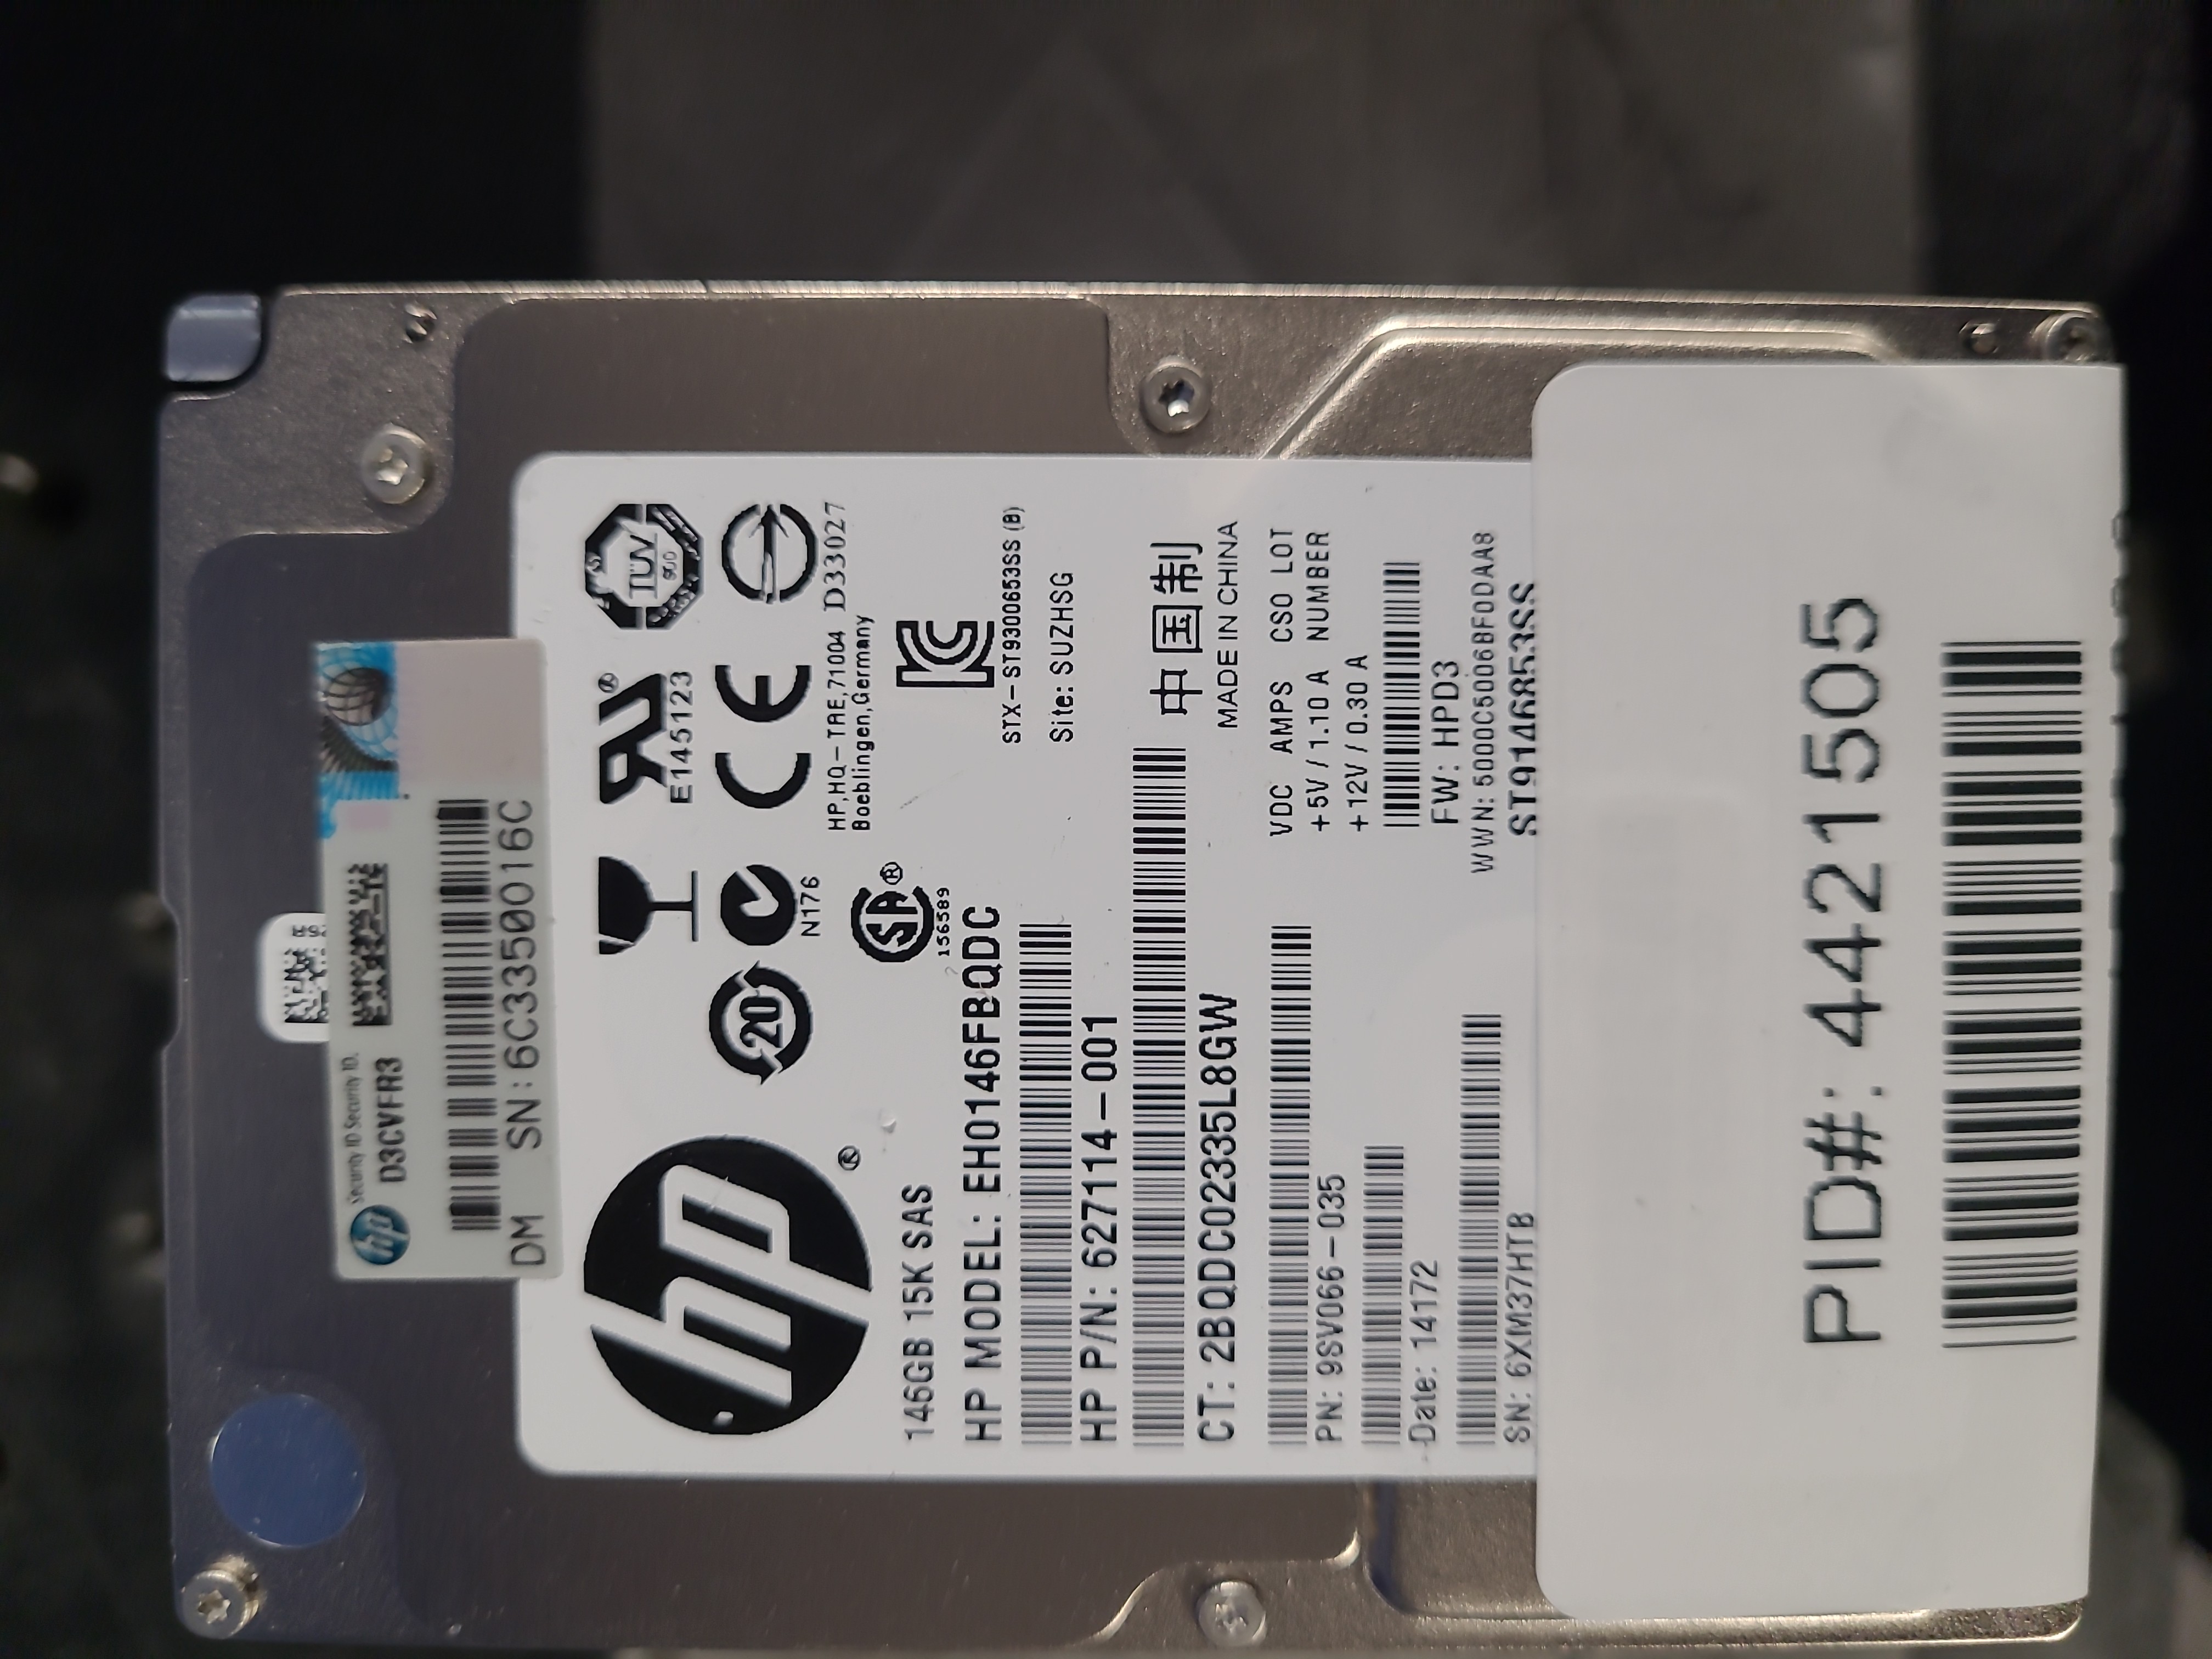 Security ID Security ID.
D3CVFR3
DM SN:6C3350016C
hp
E145123
TÜV
SÜD
20
N176
CE
HP,HQ-TRE,71004
Boeblingen,Germany
D33027
SA
156589
146GB 15K SAS
HP MODEL: EH0146FBQDC
STX-ST9300653SS (B)
Site: SUZHSG
HP P/N: 627114-001
中国制
MADE IN CHINA
CT: 2BQDC02335L8GW
VDC AMPS CSO LOT
+5V / 1.10 A NUMBER
+12V / 0.30 A
PN: 9SV066-035
Date: 14172
FW: HPD3
WWN: 5000C5006BF0DAA8
SN: 6XM37HTB
ST9146853SS
PID#: 4421505